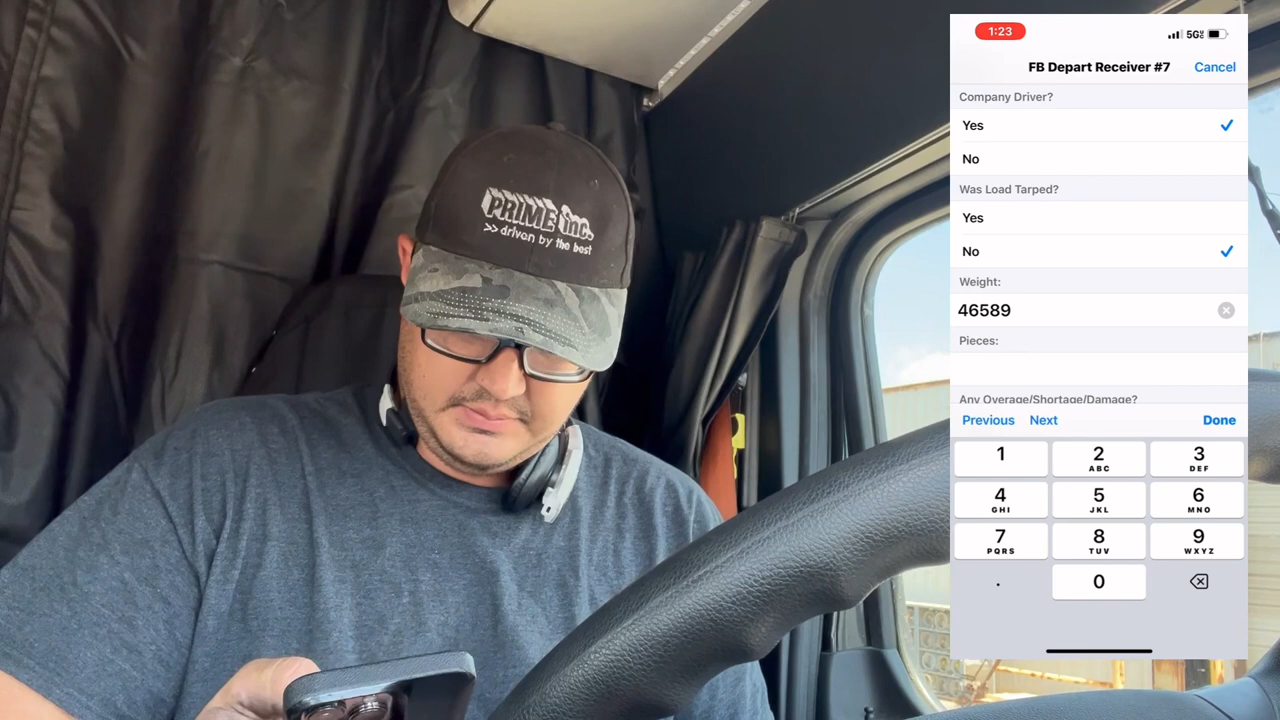 PRIME inc.
>> driven by the best
1:23
5G
FB Depart Receiver #7
Cancel
Company Driver?
Yes
No
Was Load Tarped?
Yes
No
Weight:
46589
Pieces:
Any Overage/Shortage/Damage?
Previous
Next
Done
1
2
ABC
3
DEF
4
GHI
5
JKL
6
MNO
7
PQRS
8
TUV
9
WXYZ
.
0